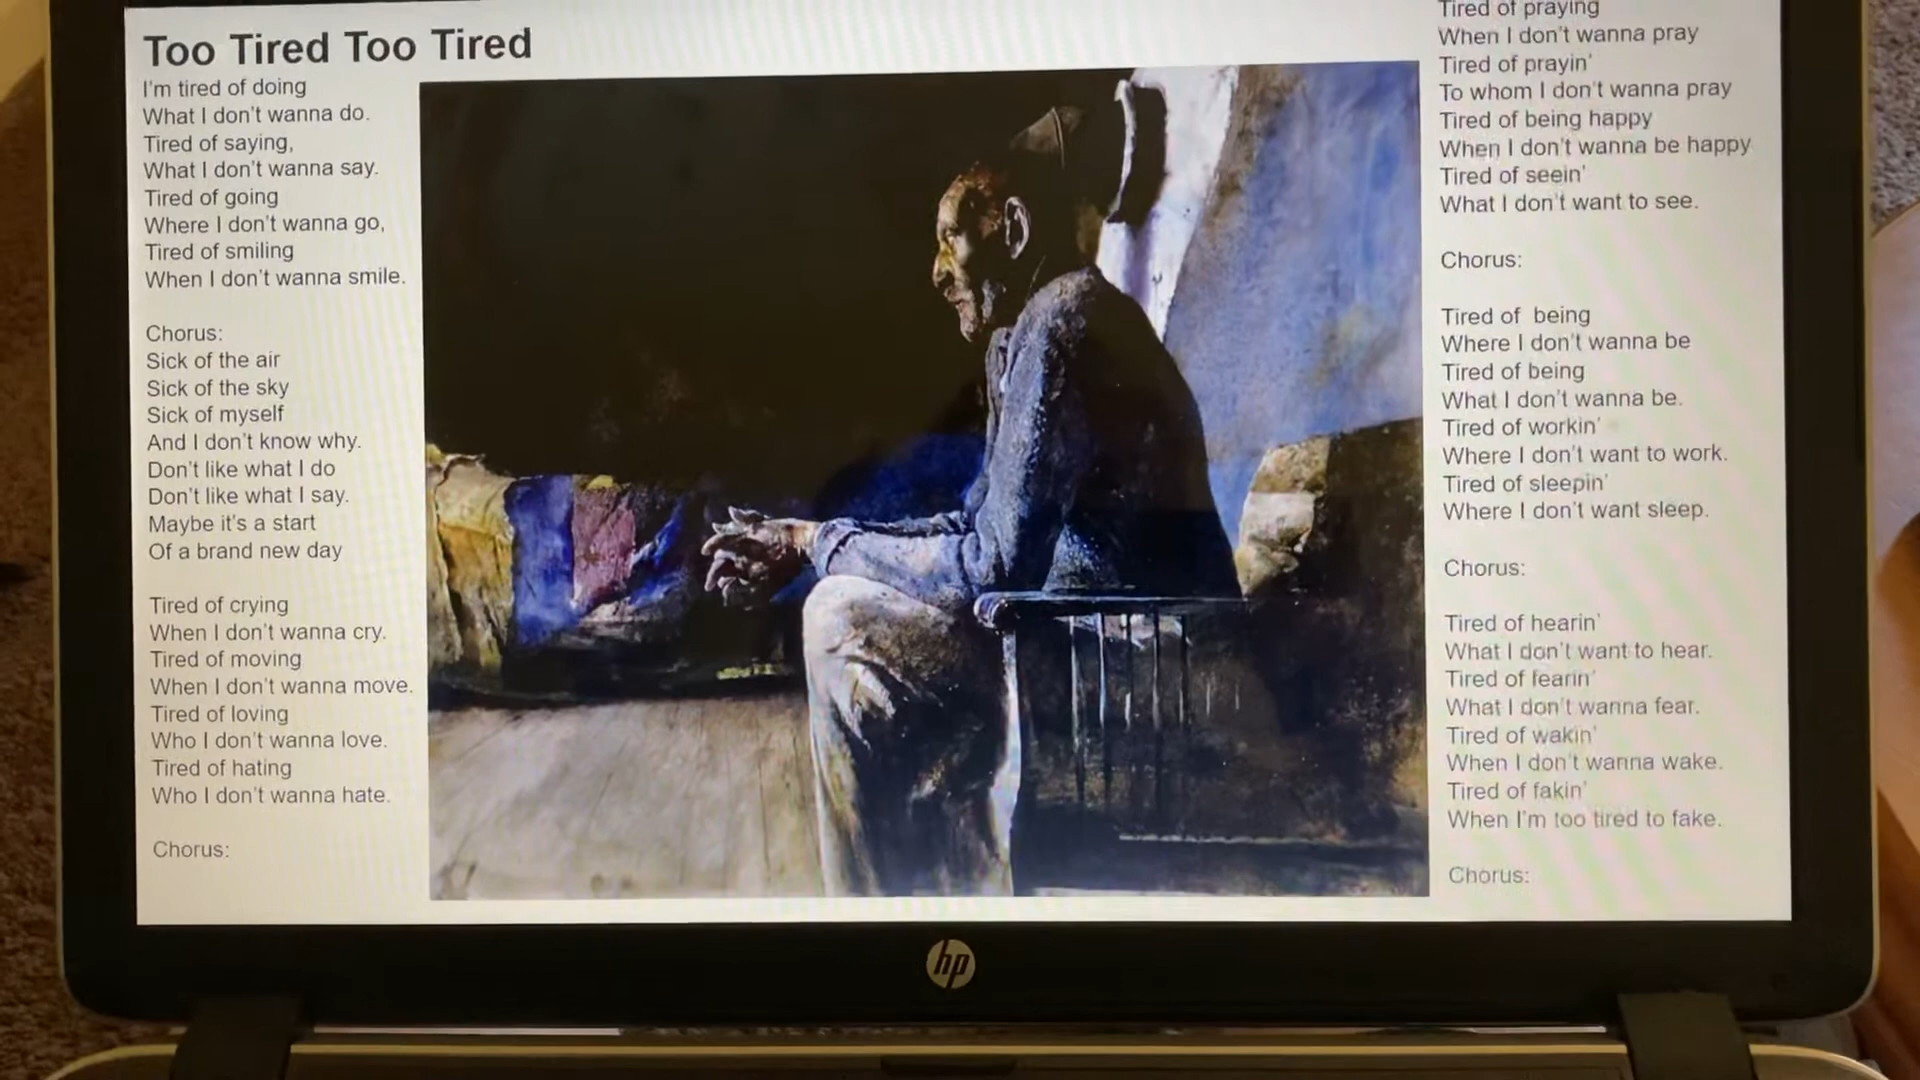 Too Tired Too Tired
I'm tired of doing
What I don't wanna do.
Tired of saying,
What I don't wanna say.
Tired of going
Where I don't wanna go,
Tired of smiling
When I don't wanna smile.
Chorus:
Sick of the air
Sick of the sky
Sick of myself
And I don't know why.
Don't like what I do
Don't like what I say.
Maybe it's a start
Of a brand new day
Tired of crying
When I don't wanna cry.
Tired of moving
When I don't wanna move.
Tired of loving
Who I don't wanna love.
Tired of hating
Who I don't wanna hate.
Chorus:
Tired of praying
When I don't wanna pray
Tired of prayin'
To whom I don't wanna pray
Tired of being happy
When I don't wanna be happy
Tired of seein'
What I don't want to see.
Chorus:
Tired of being
Where I don't wanna be
Tired of being
What I don't wanna be.
Tired of workin'
Where I don't want to work.
Tired of sleepin'
Where I don't want sleep.
Chorus:
Tired of hearin'
What I don't want to hear.
Tired of fearin'
What I don't wanna fear.
Tired of wakin'
When I don't wanna wake.
Tired of fakin'
When I'm too tired to fake.
Chorus:
hp